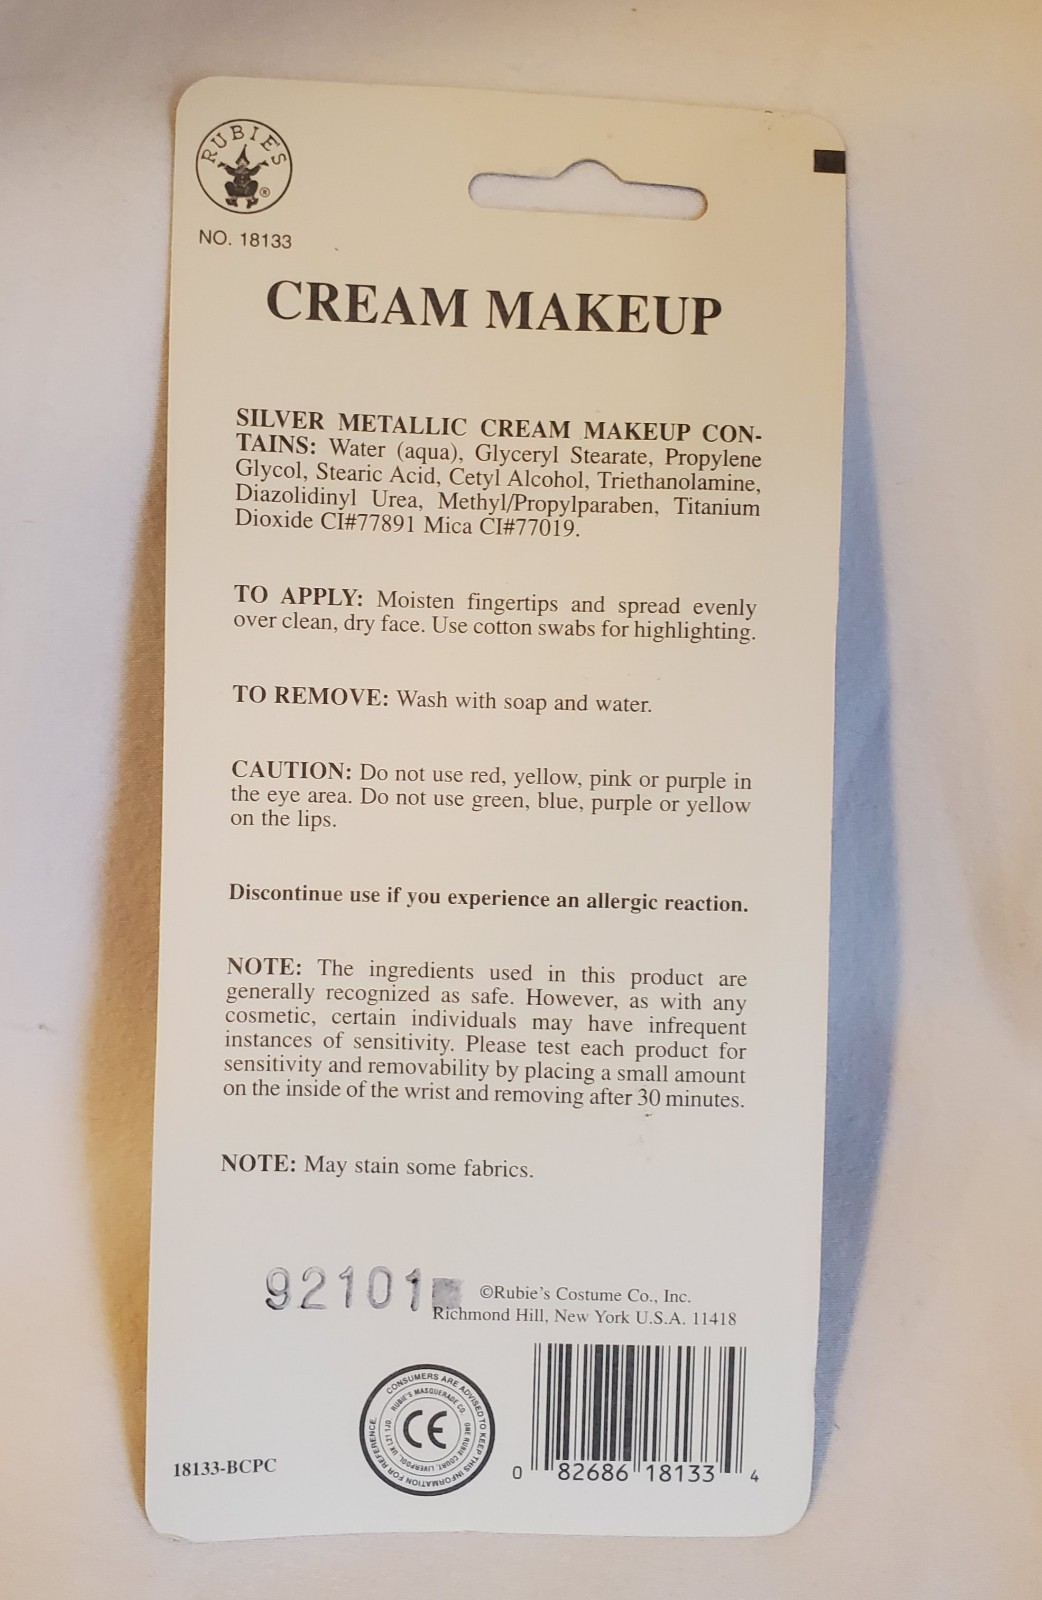 RUBIE'S
®
NO. 18133
CREAM MAKEUP
SILVER METALLIC CREAM MAKEUP CON-
TAINS: Water (aqua), Glyceryl Stearate, Propylene
Glycol, Stearic Acid, Cetyl Alcohol, Triethanolamine,
Diazolidinyl Urea, Methyl/Propylparaben, Titanium
Dioxide CI#77891 Mica CI#77019.
TO APPLY: Moisten fingertips and spread evenly
over clean, dry face. Use cotton swabs for highlighting.
TO REMOVE: Wash with soap and water.
CAUTION: Do not use red, yellow, pink or purple in
the eye area. Do not use green, blue, purple or yellow
on the lips.
Discontinue use if you experience an allergic reaction.
NOTE: The ingredients used in this product are
generally recognized as safe. However, as with any
cosmetic, certain individuals may have infrequent
instances of sensitivity. Please test each product for
sensitivity and removability by placing a small amount
on the inside of the wrist and removing after 30 minutes.
NOTE: May stain some fabrics.
92101
©Rubie's Costume Co., Inc.
Richmond Hill, New York U.S.A. 11418
CONSUMERS ARE ADVISED TO KEEP THIS INFORMATION FOR REFERENCE.
RUBIE'S MASQUERADE CO. ONE RUBIE COURT, LIVERPOOL, UK L31 1JD
CE
18133-BCPC
0 82686 18133 4